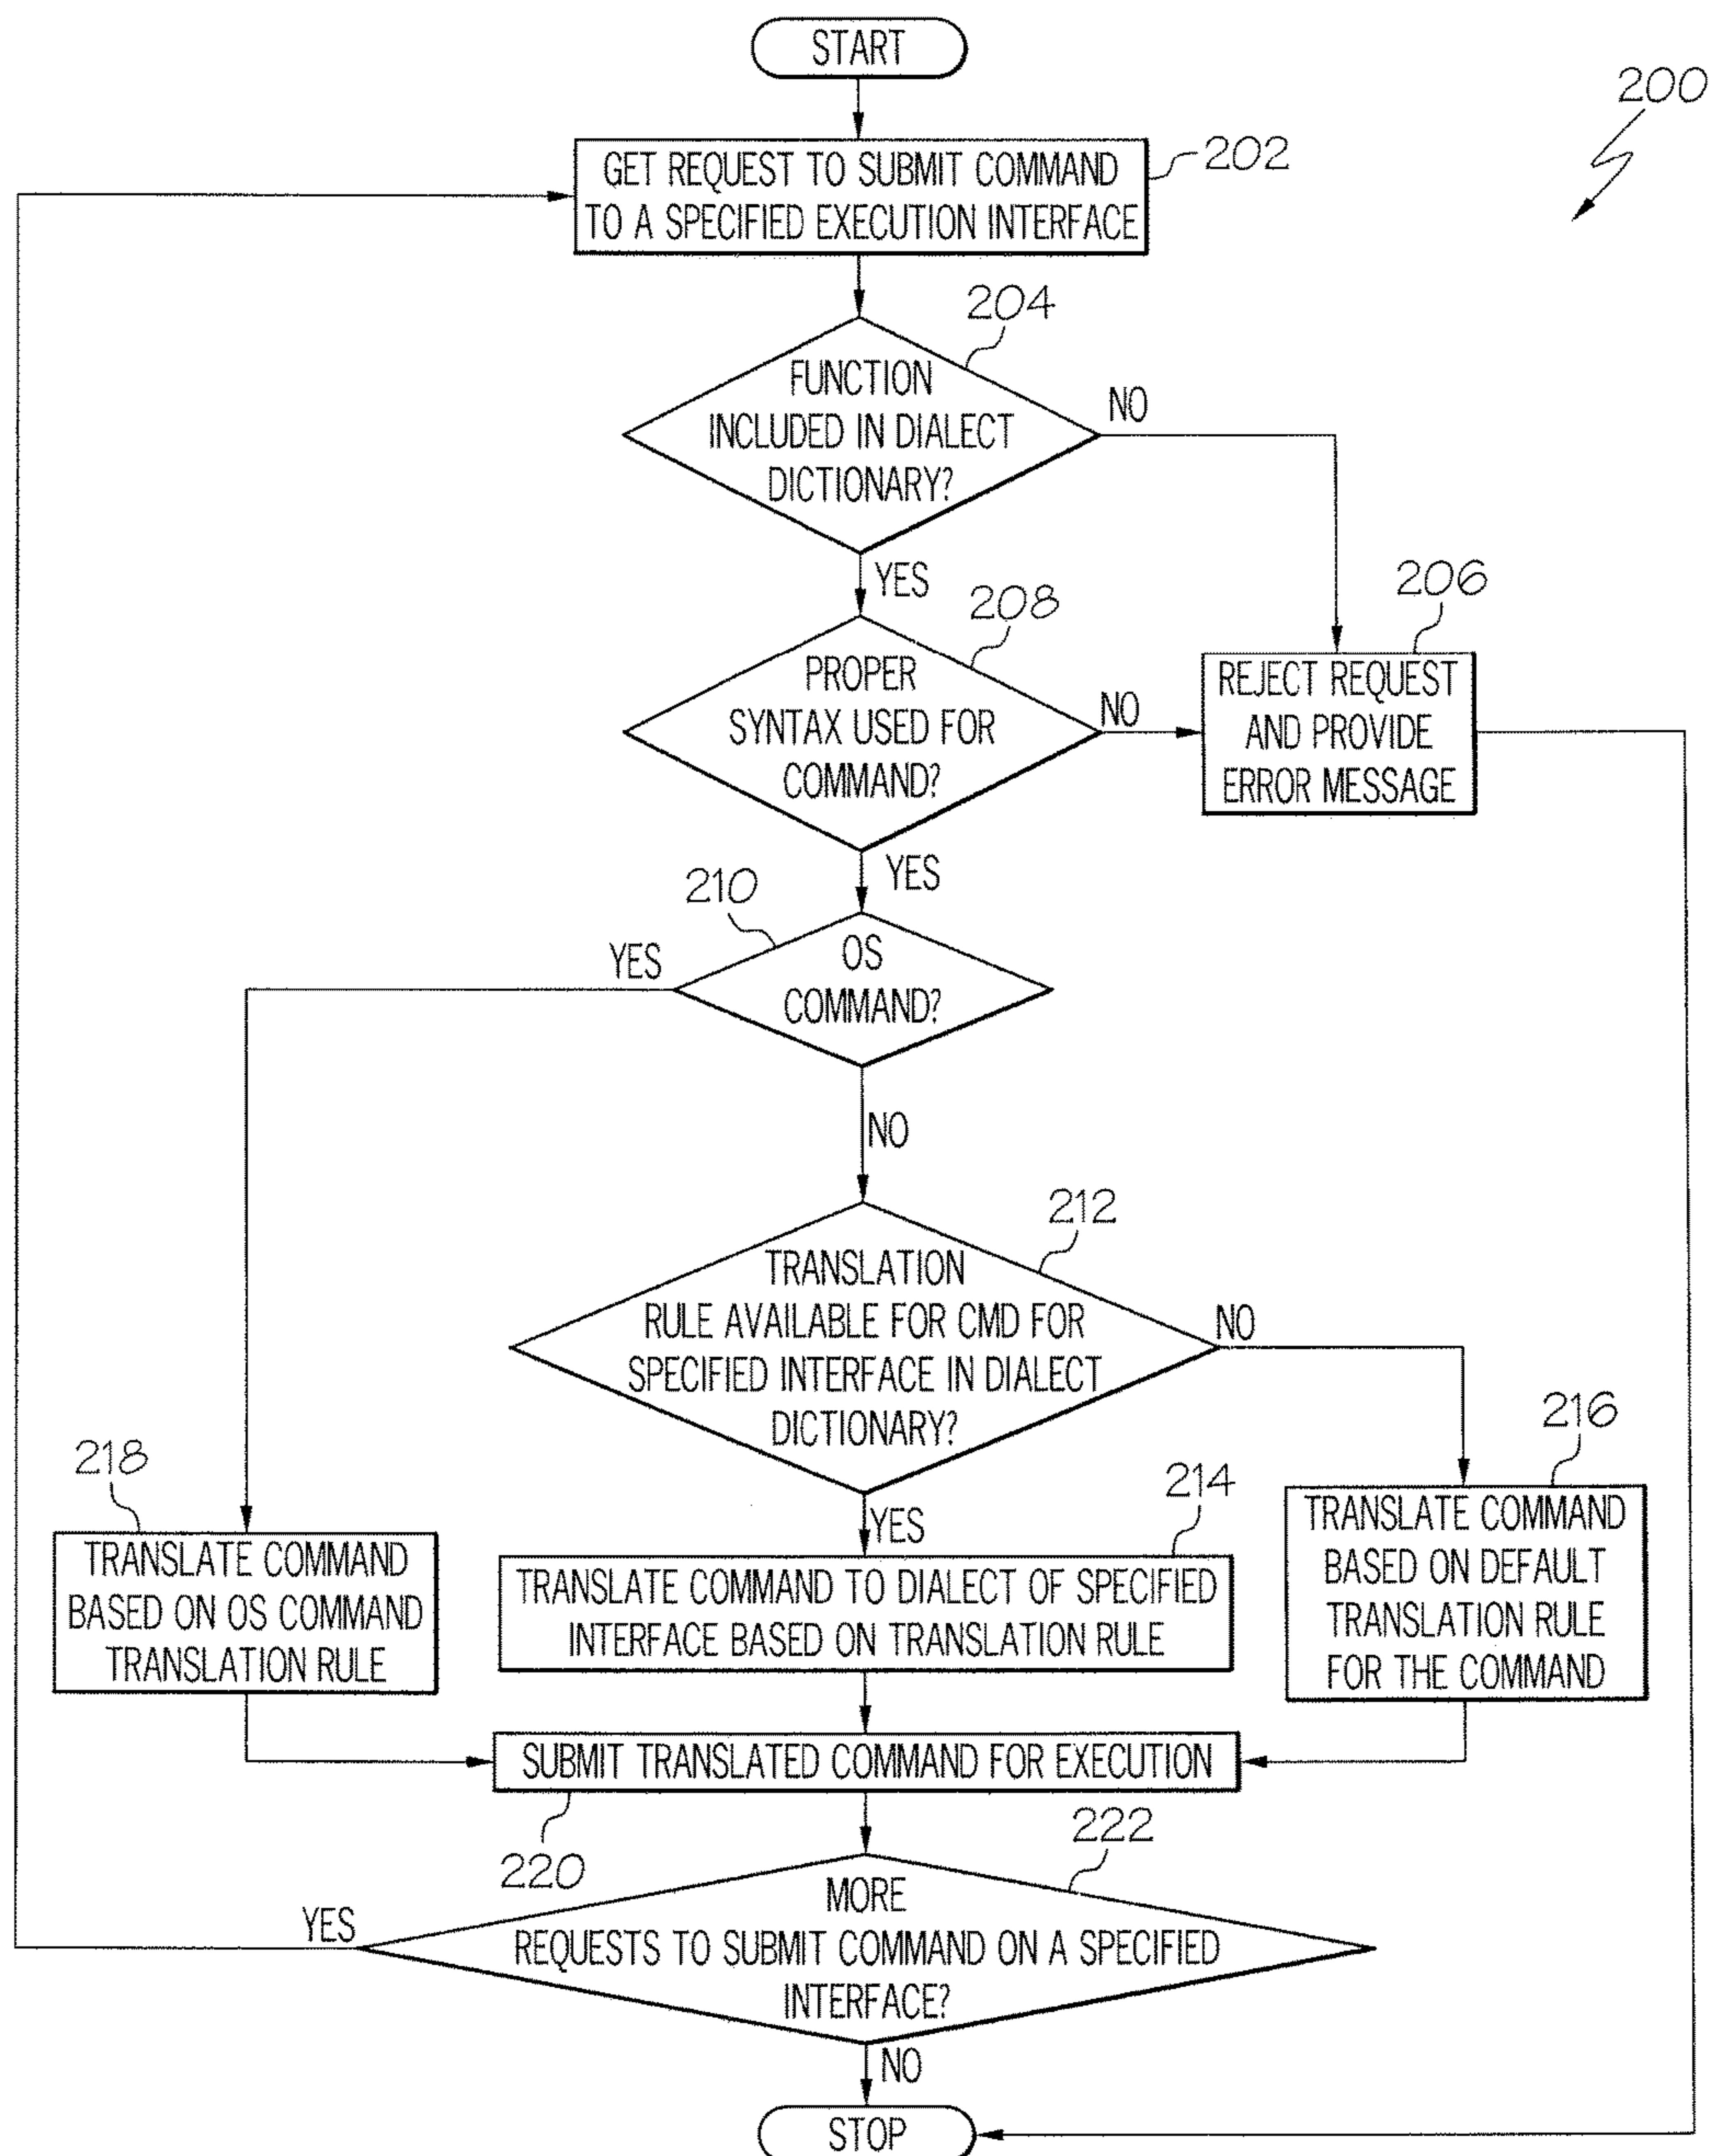 START
200
GET REQUEST TO SUBMIT COMMAND
TO A SPECIFIED EXECUTION INTERFACE
202
204
FUNCTION
INCLUDED IN DIALECT
DICTIONARY?
NO
YES
208
206
PROPER
SYNTAX USED FOR
COMMAND?
NO
REJECT REQUEST
AND PROVIDE
ERROR MESSAGE
YES
210
OS
COMMAND?
YES
NO
212
TRANSLATION
RULE AVAILABLE FOR CMD FOR
SPECIFIED INTERFACE IN DIALECT
DICTIONARY?
NO
YES
218
TRANSLATE COMMAND
BASED ON OS COMMAND
TRANSLATION RULE
214
TRANSLATE COMMAND TO DIALECT OF SPECIFIED
INTERFACE BASED ON TRANSLATION RULE
216
TRANSLATE COMMAND
BASED ON DEFAULT
TRANSLATION RULE
FOR THE COMMAND
SUBMIT TRANSLATED COMMAND FOR EXECUTION
220
222
MORE
REQUESTS TO SUBMIT COMMAND ON A SPECIFIED
INTERFACE?
YES
NO
STOP